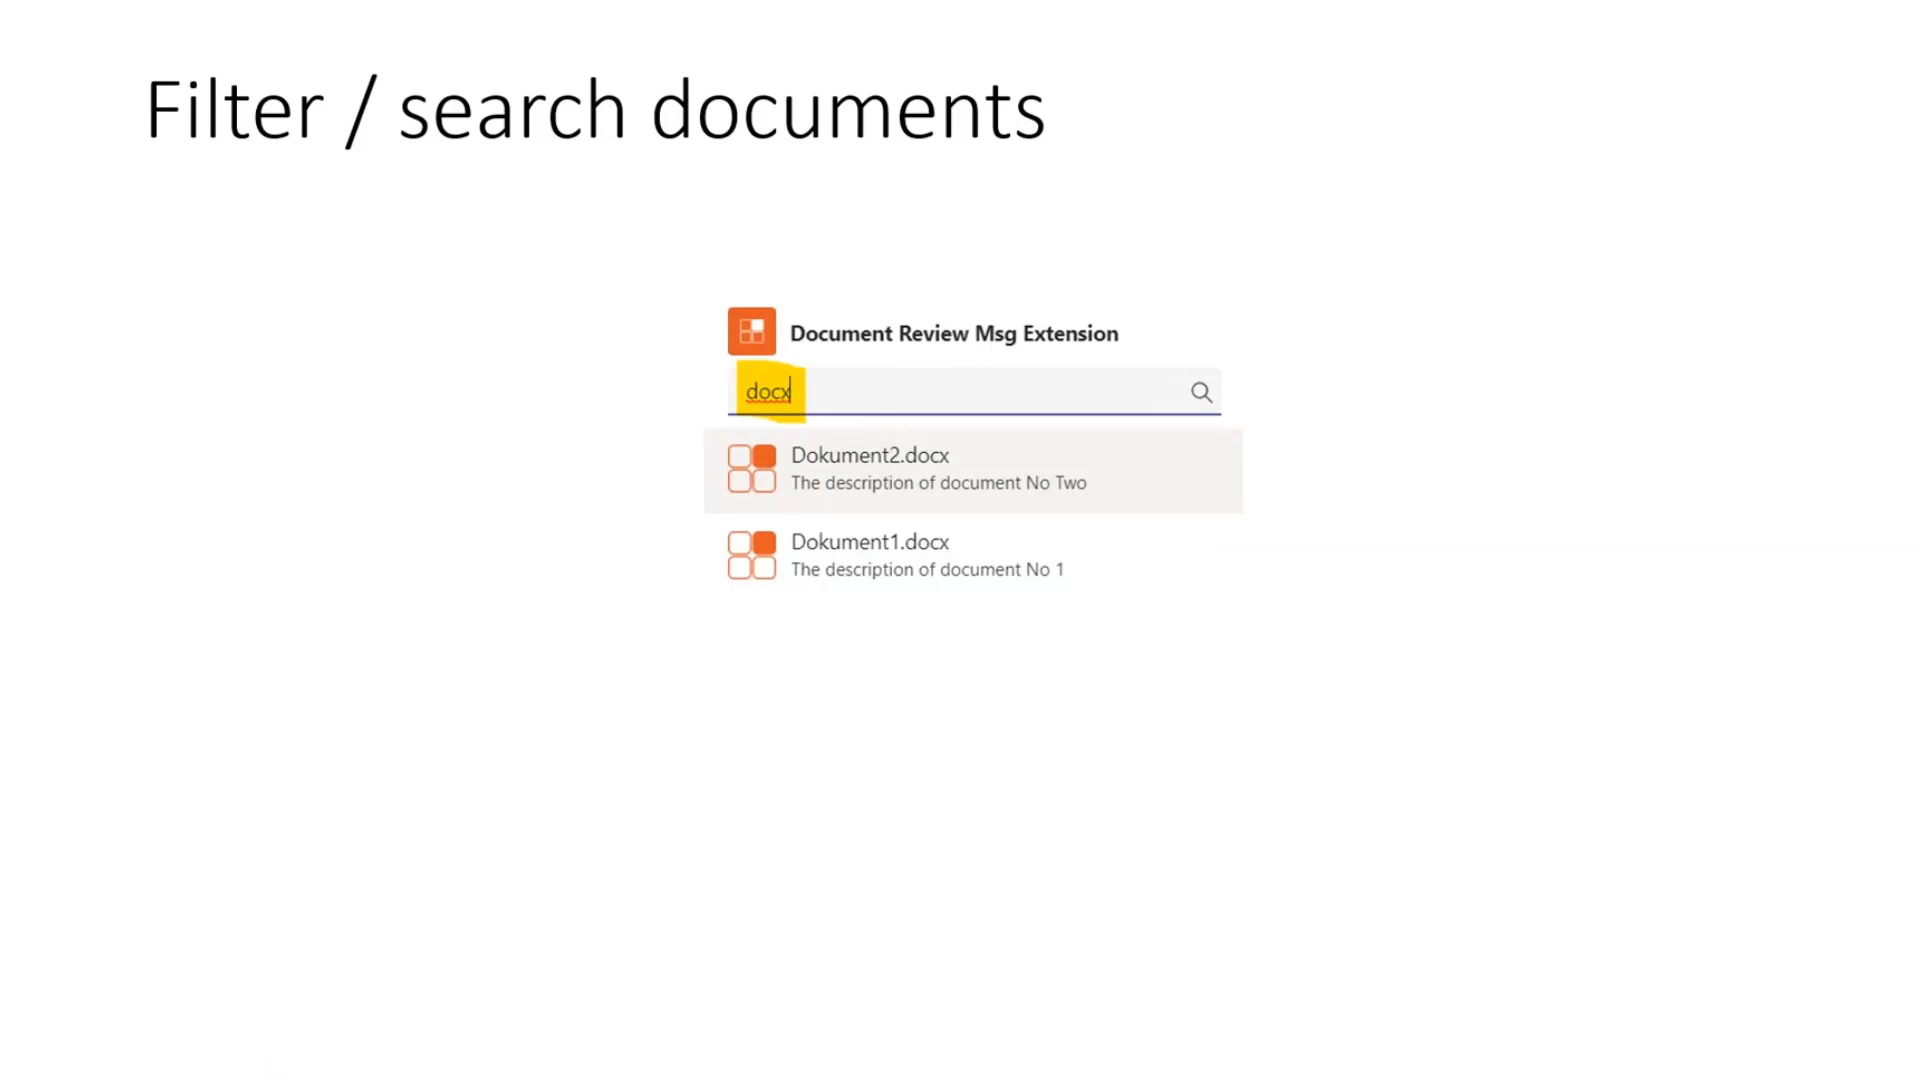 Filter / search documents
Document Review Msg Extension
docx
Dokument2.docx
The description of document No Two
Dokument1.docx
The description of document No 1